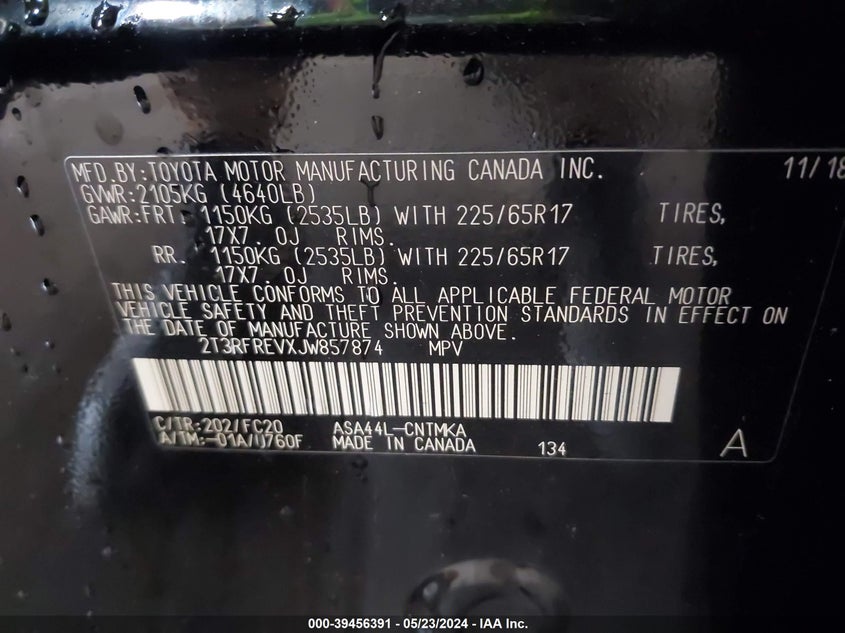 MFD. BY: TOYOTA MOTOR MANUFACTURING CANADA INC. 11/18
GVWR: 2105KG (4640LB)
GAWR: FRT. 1150KG (2535LB) WITH 225/65R17 TIRES,
17X7. 0J RIMS.
RR. 1150KG (2535LB) WITH 225/65R17 TIRES,
17X7. 0J RIMS.
THIS VEHICLE CONFORMS TO ALL APPLICABLE FEDERAL MOTOR
VEHICLE SAFETY AND THEFT PREVENTION STANDARDS IN EFFECT ON
THE DATE OF MANUFACTURE SHOWN ABOVE.
2T3RFREVXJW857874 MPV
C/TR: 202/FC20 ASA44L-CNTMKA
A/TM: -01A/U760F MADE IN CANADA 134 A
000-39456391 - 05/23/2024 - IAA Inc.